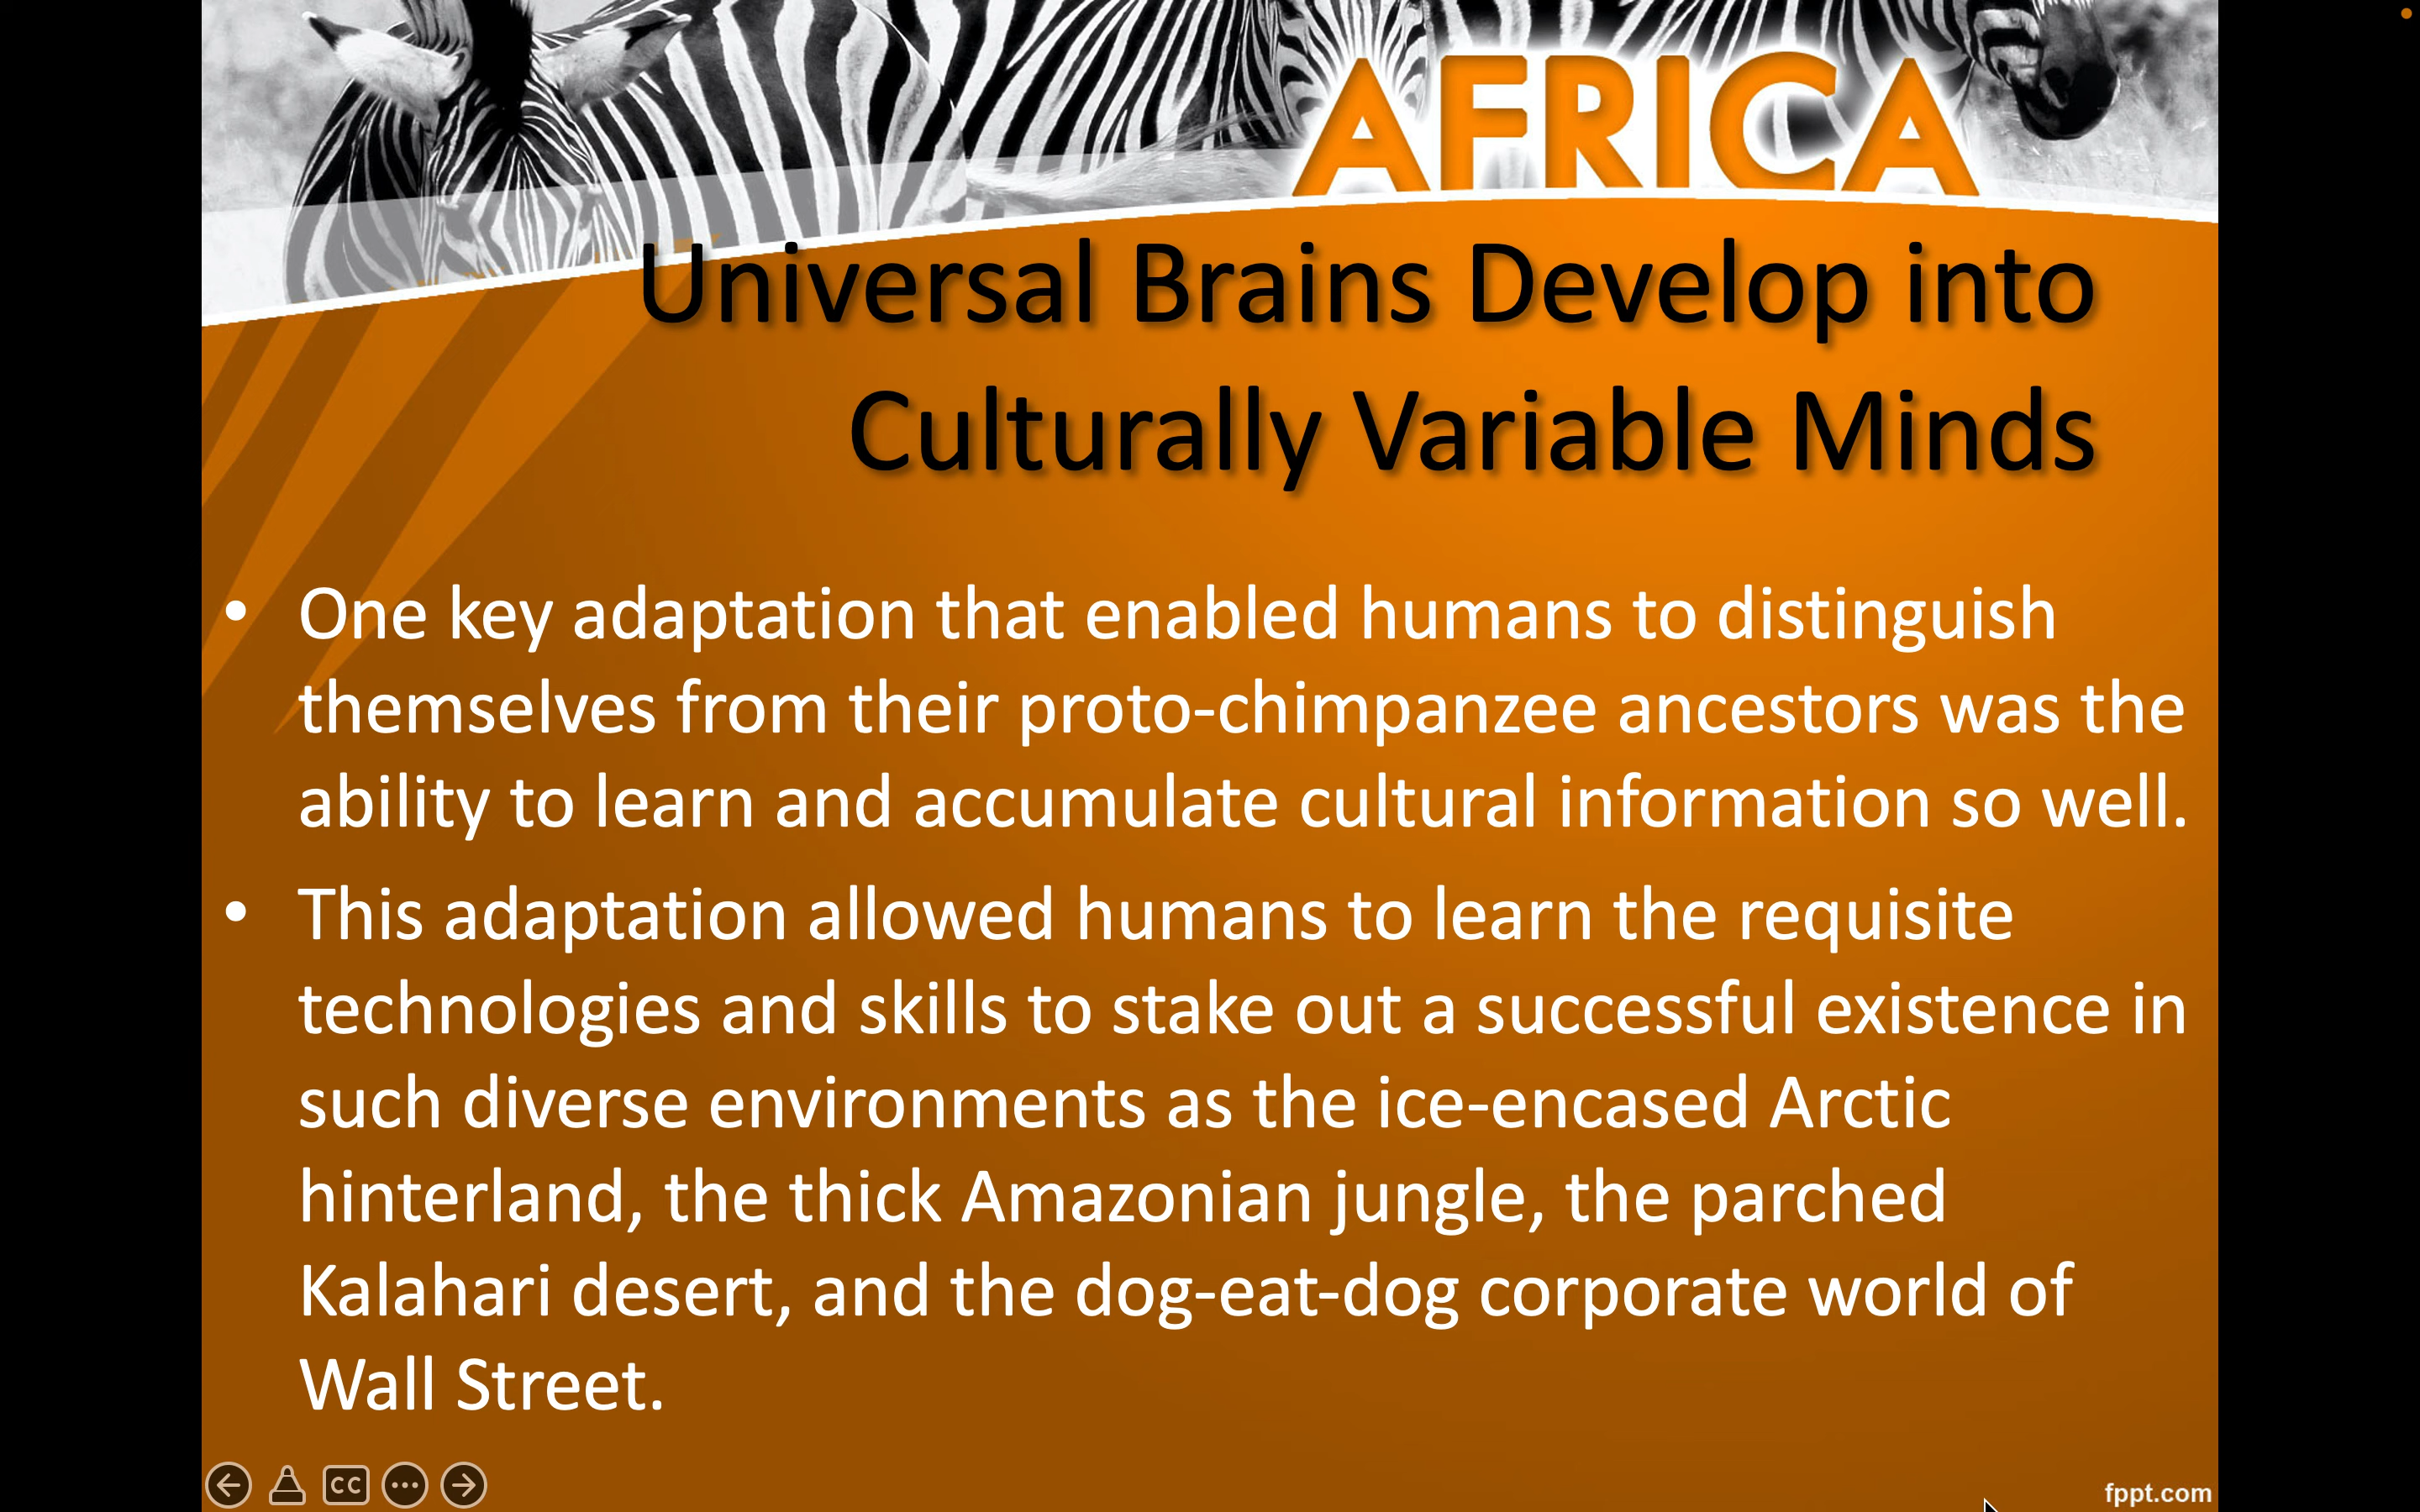 AFRICA
Universal Brains Develop into
Culturally Variable Minds
• One key adaptation that enabled humans to distinguish
themselves from their proto-chimpanzee ancestors was the
ability to learn and accumulate cultural information so well.
• This adaptation allowed humans to learn the requisite
technologies and skills to stake out a successful existence in
such diverse environments as the ice-encased Arctic
hinterland, the thick Amazonian jungle, the parched
Kalahari desert, and the dog-eat-dog corporate world of
Wall Street.
CC
fppt.com